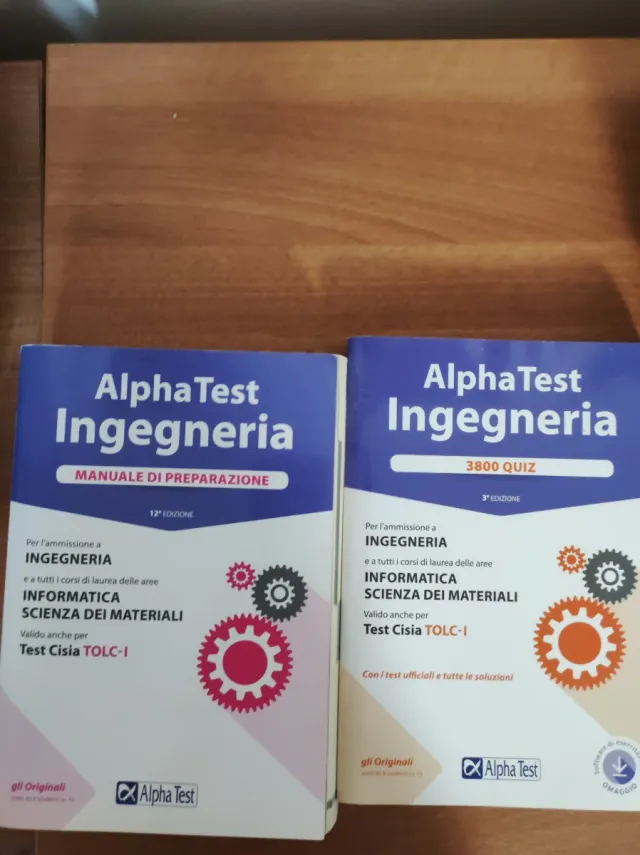 AlphaTest
Ingegneria
MANUALE DI PREPARAZIONE
12ª EDIZIONE
Per l'ammissione a
INGEGNERIA
e a tutti i corsi di laurea delle aree
INFORMATICA
SCIENZA DEI MATERIALI
Valido anche per
Test Cisia TOLC-I
gli Originali
Alpha Test
AlphaTest
Ingegneria
3800 QUIZ
3ª EDIZIONE
Per l'ammissione a
INGEGNERIA
e a tutti i corsi di laurea delle aree
INFORMATICA
SCIENZA DEI MATERIALI
Valido anche per
Test Cisia TOLC-I
Con i test ufficiali e tutte le soluzioni
gli Originali
Alpha Test
Software di
OMAGGIO